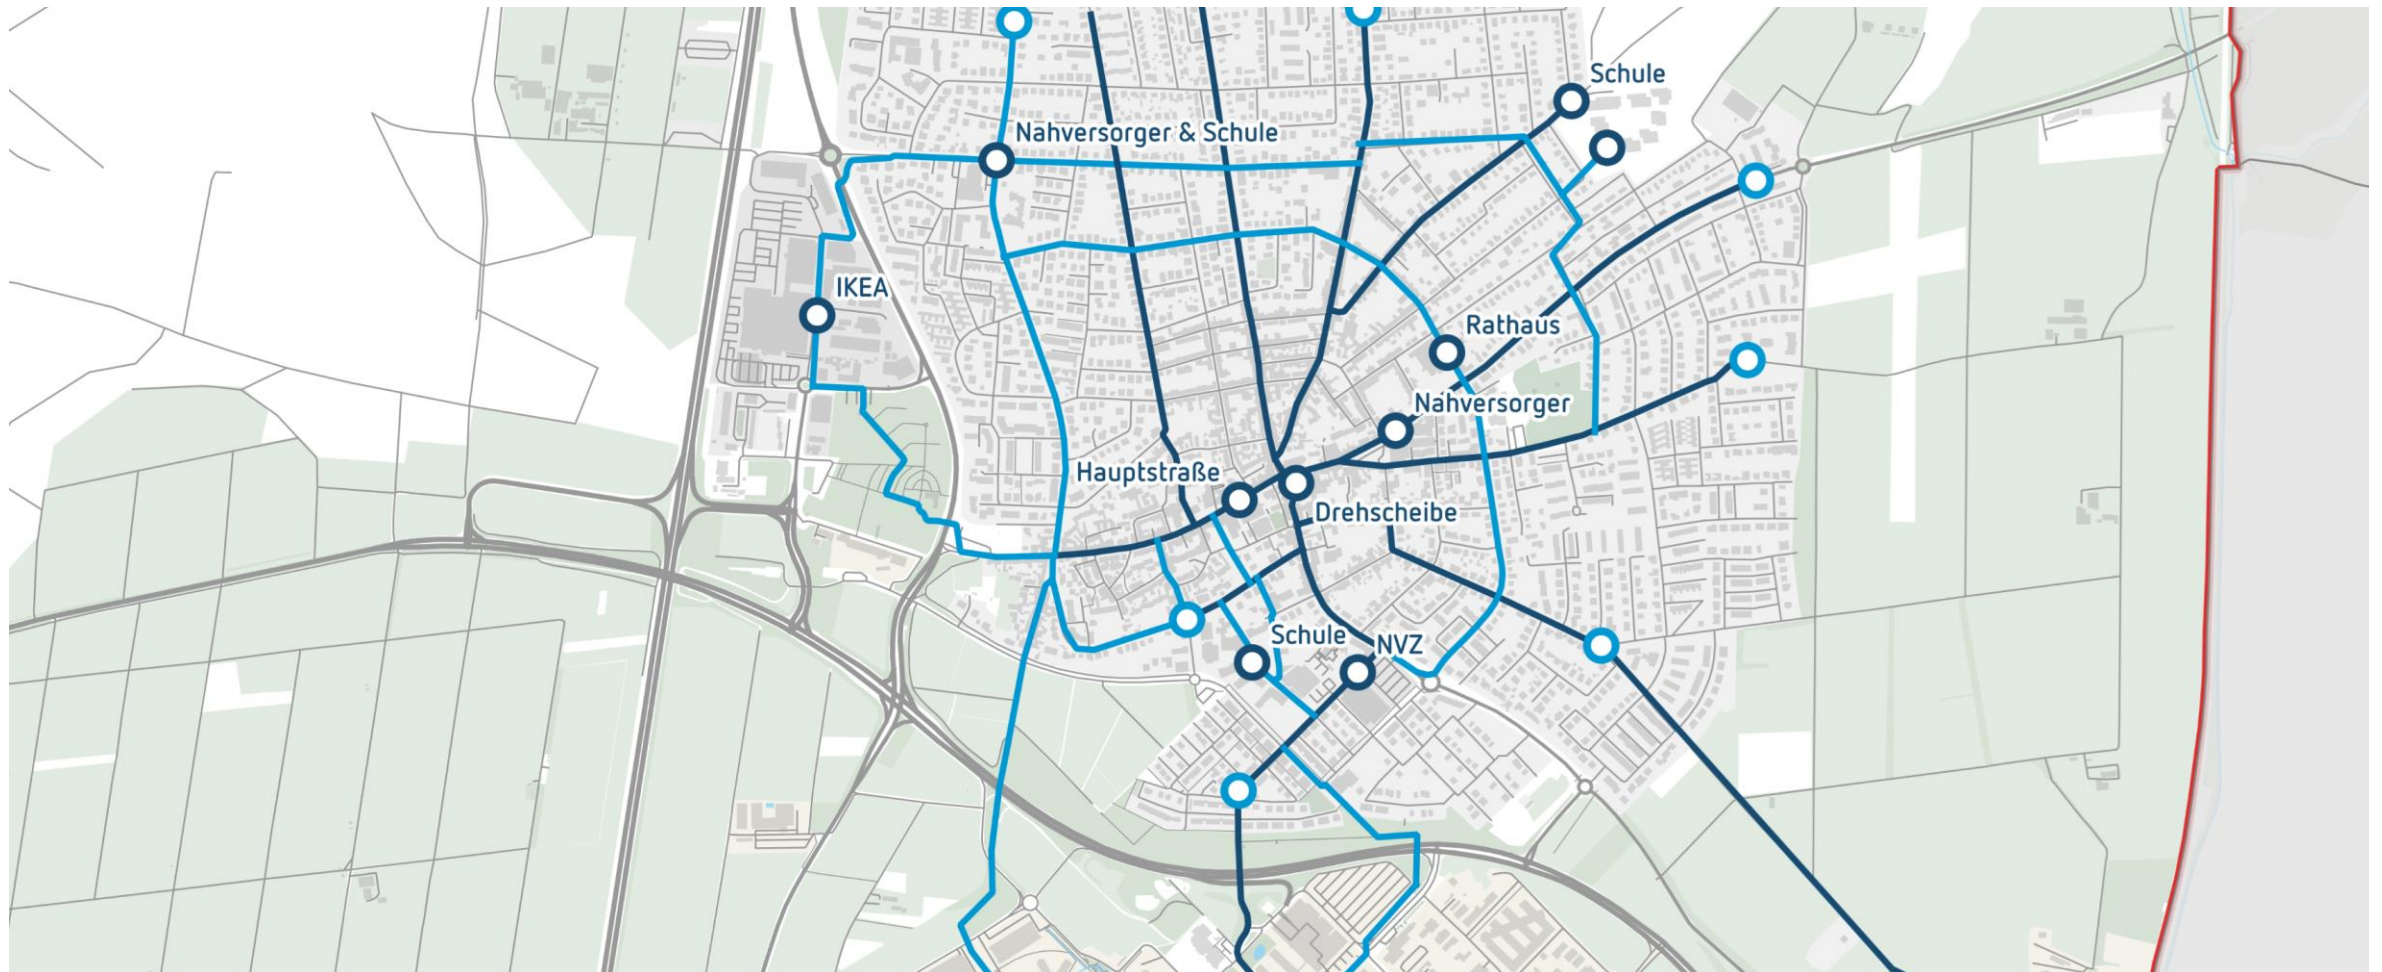 Schule
Nahversorger & Schule
IKEA
Rathaus
Nahversorger
Hauptstraße
Drehscheibe
Schule
NVZ